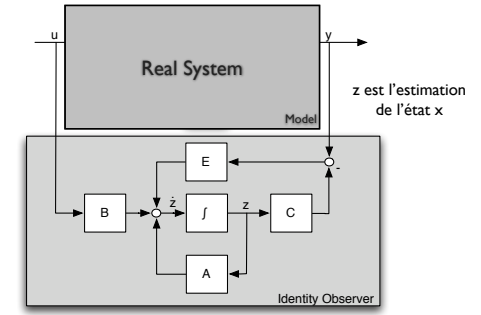 u
y
Real System
Model
z est l'estimation
de l'état x
E
-
B
ż
∫
z
C
A
Identity Observer